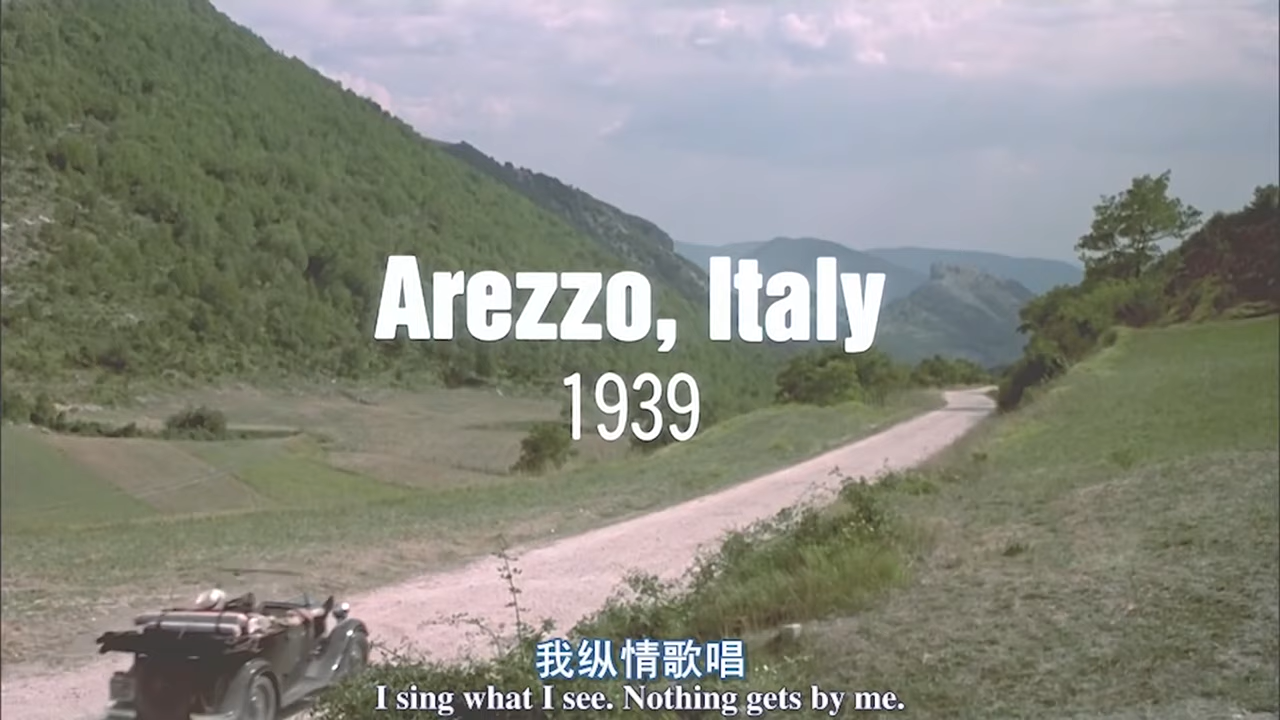 Arezzo, Italy
1939
我纵情歌唱
I sing what I see. Nothing gets by me.